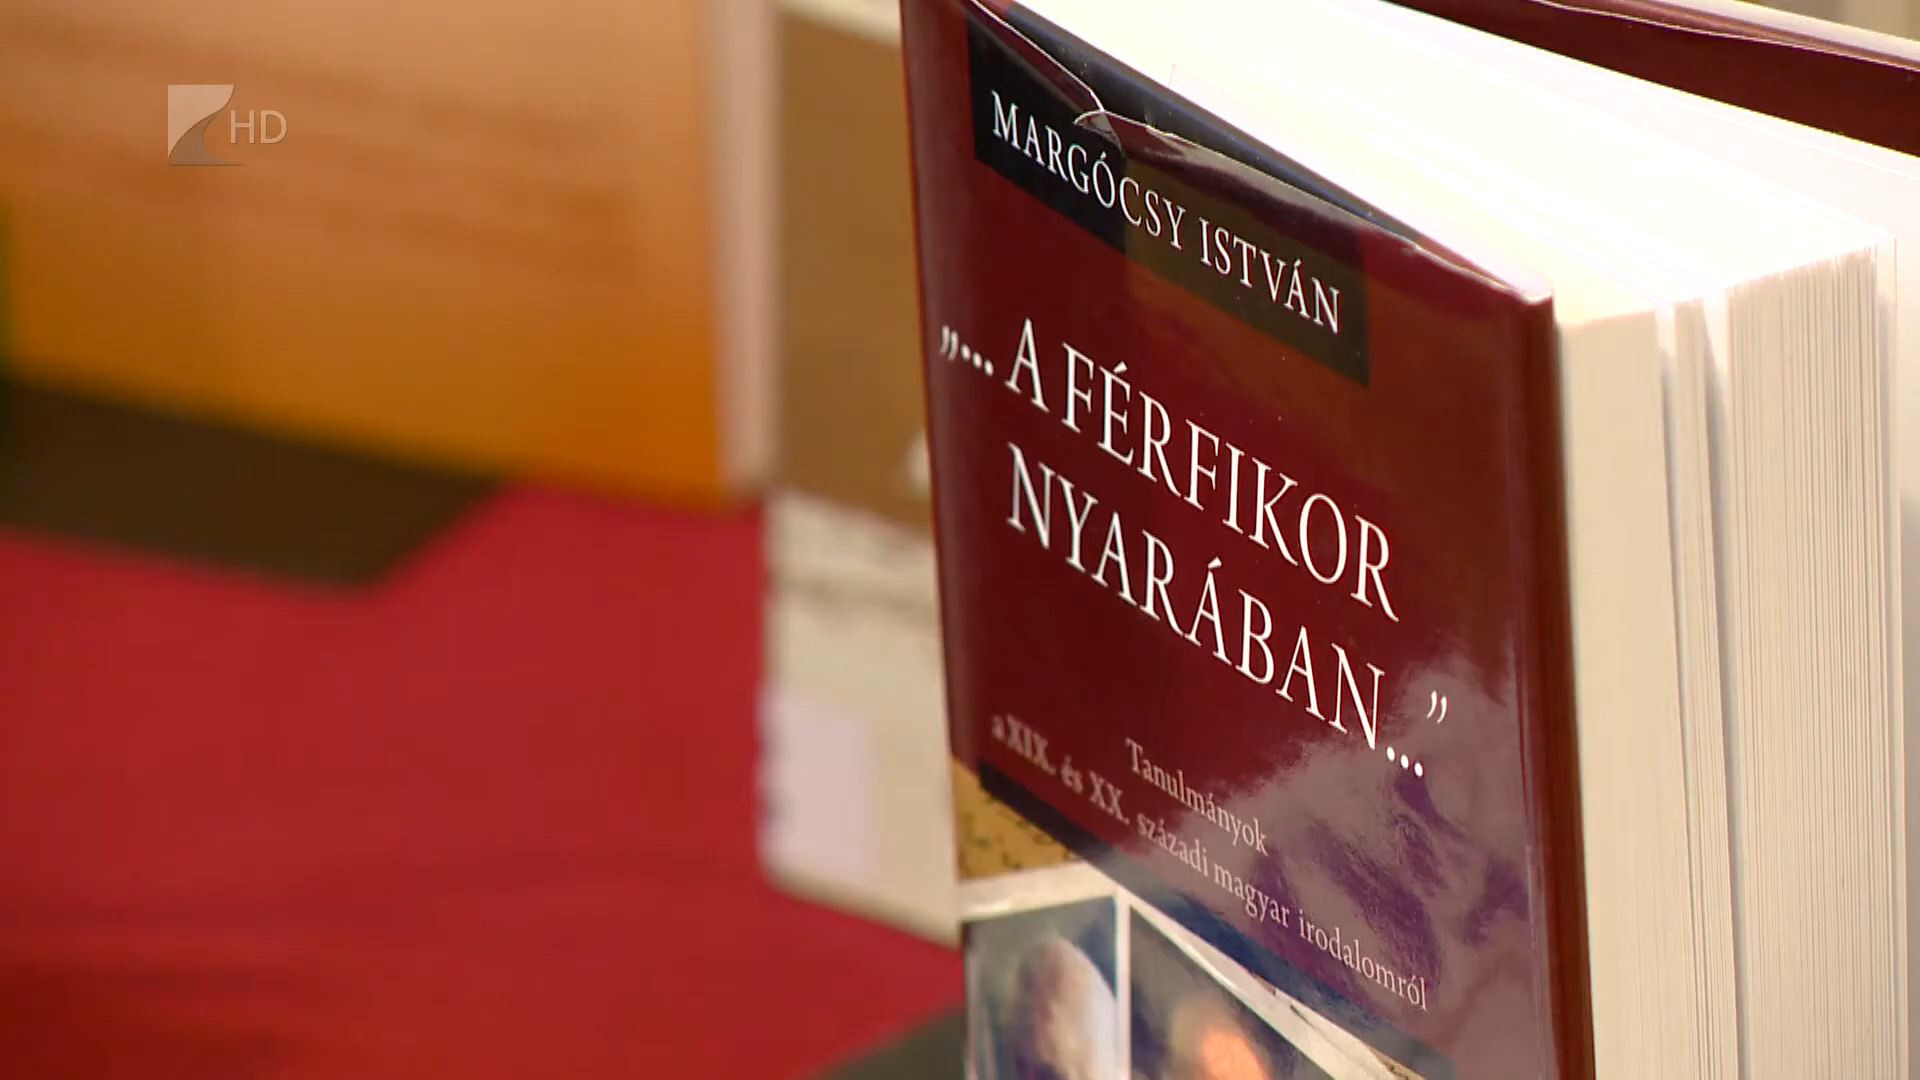 HD
MARGÓCSY ISTVÁN
„... A FÉRFIKOR
NYARÁBAN...”
Tanulmányok
a XIX. és XX. századi magyar irodalomról